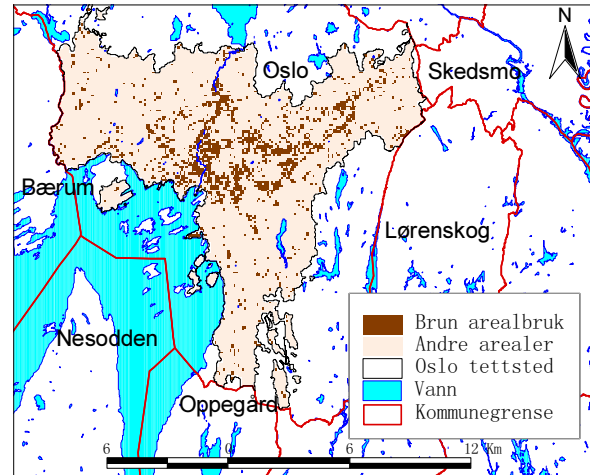 N
Oslo
Skedsmo
Bærum
Lørenskog
Nesodden
Oppegård
Brun arealbruk
Andre arealer
Oslo tettsted
Vann
Kommunegrense
6 0 6 12 Km